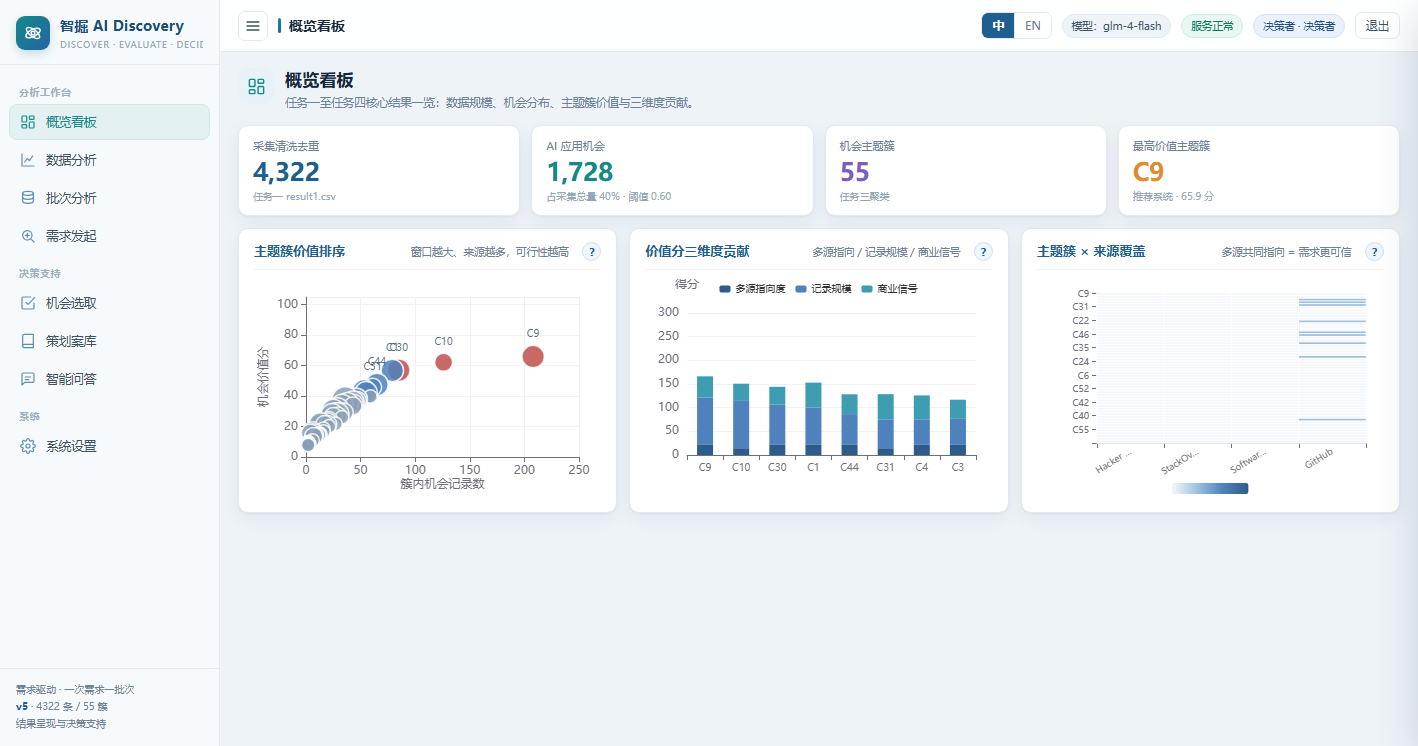 智掘 AI Discovery
DISCOVER · EVALUATE · DECID
分析工作台
概览看板
数据分析
批次分析
需求发起
决策支持
机会选取
策划案库
智能问答
系统
系统设置
需求驱动 · 一次需求一批次
v5 · 4322 条 / 55 簇
结果呈现与决策支持
概览看板
中 EN
模型：glm-4-flash
服务正常
决策者 · 决策者
退出
概览看板
任务一至任务四核心结果一览：数据规模、机会分布、主题簇价值与三维度贡献。
采集清洗去重
4,322
任务一 result1.csv
AI 应用机会
1,728
占采集总量 40% · 阈值 0.60
机会主题簇
55
任务三聚类
最高价值主题簇
C9
推荐系统 · 65.9 分
主题簇价值排序
窗口越大、来源越多，可行性越高
?
机会价值分
100
80
60
40
20
0
C30
C10
C9
C44
0 50 100 150 200 250
簇内机会记录数
价值分三维度贡献
多源指向 / 记录规模 / 商业信号
?
得分
多源指向度 记录规模 商业信号
300
250
200
150
100
50
0
C9 C10 C30 C1 C44 C31 C4 C3
主题簇 × 来源覆盖
多源共同指向 = 需求更可信
?
C9
C31
C22
C46
C35
C24
C6
C52
C42
C40
C55
Hacker ...
StackOv...
Softwar...
GitHub